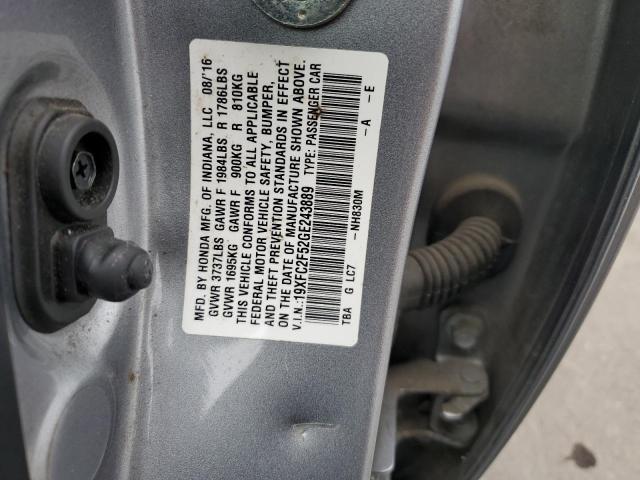 MFD. BY HONDA MFG. OF INDIANA, LLC 08/'16
GVWR 3737LBS GAWR F 1984LBS R 1786LBS
GVWR 1695KG GAWR F 900KG R 810KG
THIS VEHICLE CONFORMS TO ALL APPLICABLE
FEDERAL MOTOR VEHICLE SAFETY, BUMPER,
AND THEFT PREVENTION STANDARDS IN EFFECT
ON THE DATE OF MANUFACTURE SHOWN ABOVE.
V.I.N.:19XFC2F52GE243889 TYPE: PASSENGER CAR
-NH830M -A -E
TBA G LC7